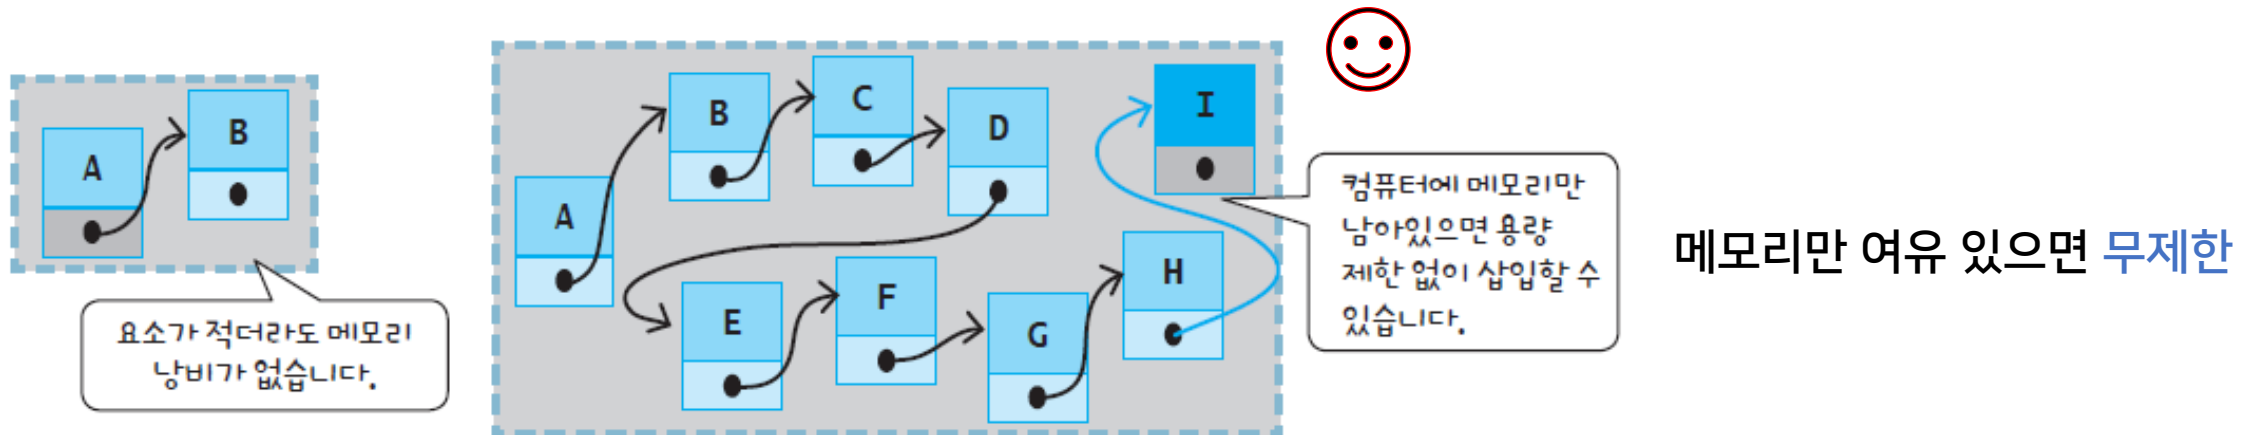 A
B
요소가 적더라도 메모리
낭비가 없습니다.
A
B
C
D
E
F
G
H
I
컴퓨터에 메모리만
남아있으면 용량
제한 없이 삽입할 수
있습니다.
메모리만 여유 있으면 무제한